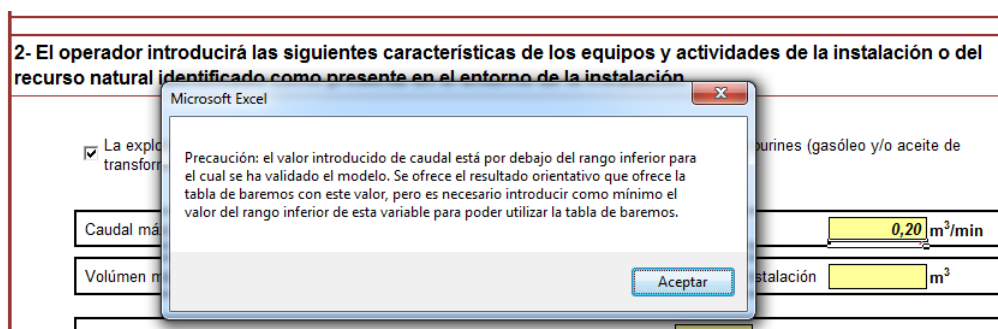 2- El operador introducirá las siguientes características de los equipos y actividades de la instalación o del
recurso natural identificado como presente en el entorno de la instalación
Microsoft Excel
Precaución: el valor introducido de caudal está por debajo del rango inferior para
el cual se ha validado el modelo. Se ofrece el resultado orientativo que ofrece la
tabla de baremos con este valor, pero es necesario introducir como mínimo el
valor del rango inferior de esta variable para poder utilizar la tabla de baremos.
Aceptar
La (gasóleo y/o aceite de
Caudal 0,20 m³/min
Volúmen m³